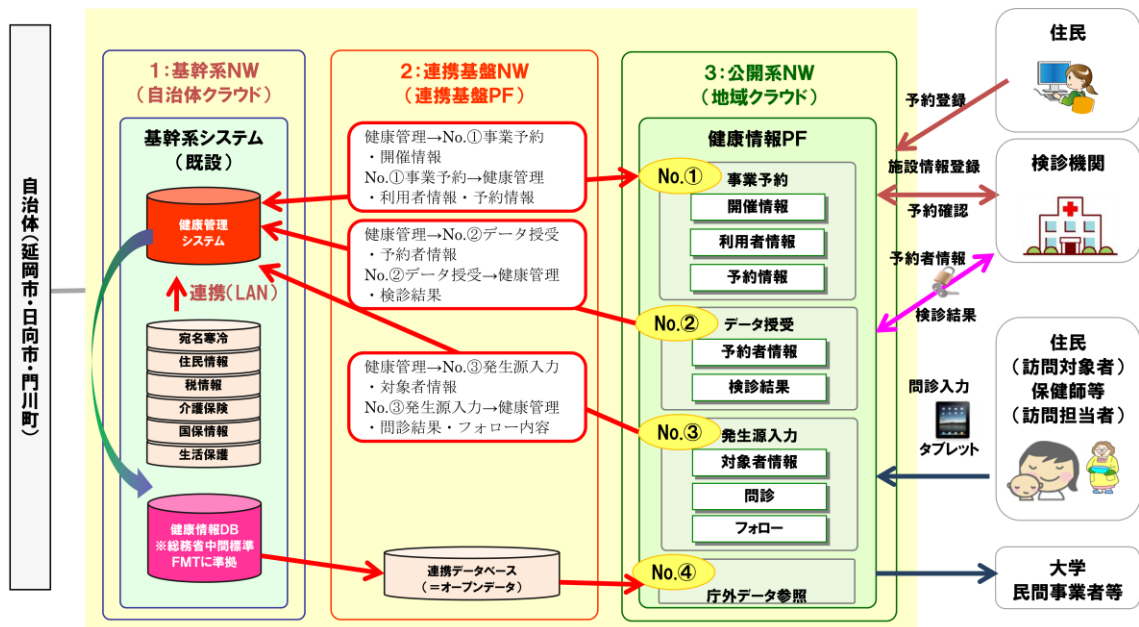 自治体(延岡市・日向市・門川町)
1:基幹系NW
(自治体クラウド)
基幹系システム
(既設)
健康管理
システム
連携(LAN)
宛名寒冷
住民情報
税情報
介護保険
国保情報
生活保護
健康情報DB
※総務省中間標準
FMTに準拠
2:連携基盤NW
(連携基盤PF)
健康管理→No.①事業予約
・開催情報
No.①事業予約→健康管理
・利用者情報・予約情報
健康管理→No.②データ授受
・予約者情報
No.②データ授受→健康管理
・検診結果
健康管理→No.③発生源入力
・対象者情報
No.③発生源入力→健康管理
・問診結果・フォロー内容
連携データベース
(=オープンデータ)
3:公開系NW
(地域クラウド)
健康情報PF
No.①
事業予約
開催情報
利用者情報
予約情報
No.②
データ授受
予約者情報
検診結果
No.③
発生源入力
対象者情報
問診
フォロー
No.④
庁外データ参照
住民
予約登録
検診機関
施設情報登録
予約確認
予約者情報
検診結果
住民
(訪問対象者)
保健師等
(訪問担当者)
問診入力
タブレット
大学
民間事業者等